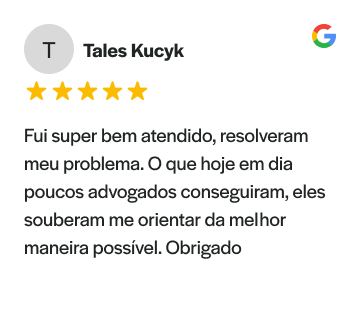 T
Tales Kucyk
Fui super bem atendido, resolveram
meu problema. O que hoje em dia
poucos advogados conseguiram, eles
souberam me orientar da melhor
maneira possível. Obrigado